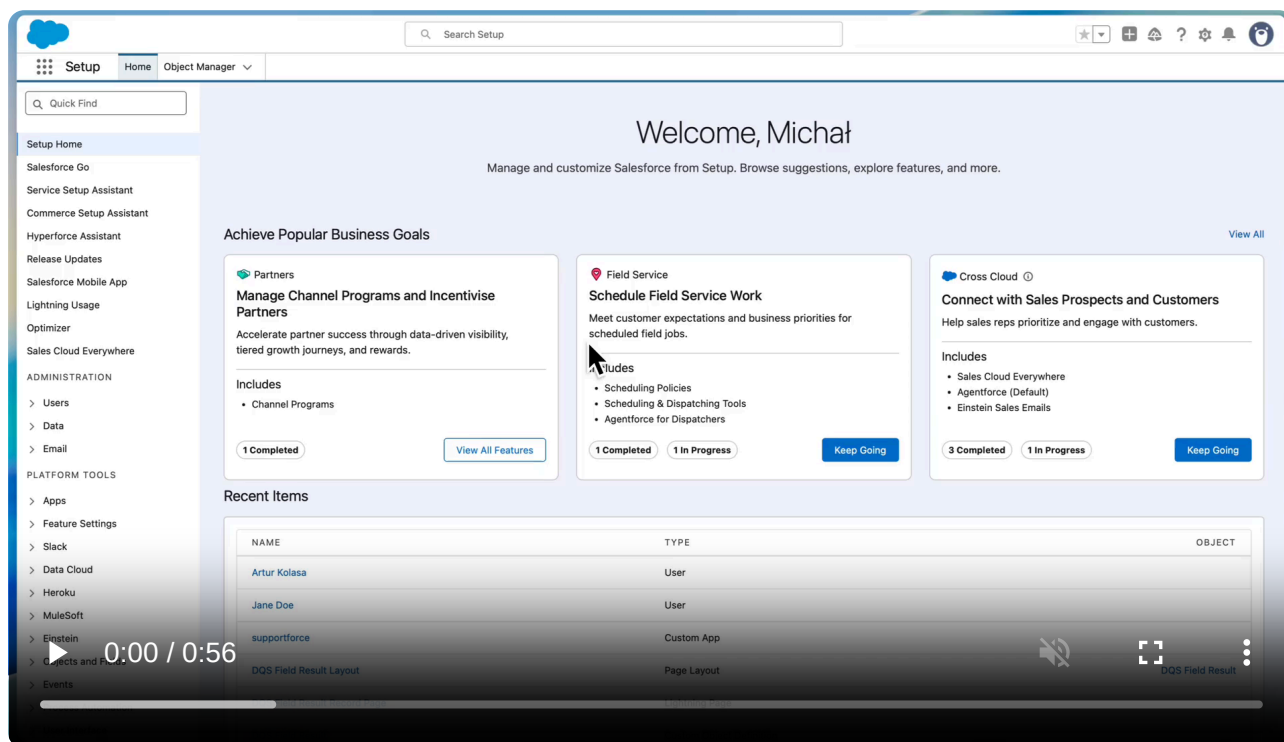 Search Setup
Setup
Home
Object Manager
Quick Find
Setup Home
Salesforce Go
Service Setup Assistant
Commerce Setup Assistant
Hyperforce Assistant
Release Updates
Salesforce Mobile App
Lightning Usage
Optimizer
Sales Cloud Everywhere
ADMINISTRATION
Users
Data
Email
PLATFORM TOOLS
Apps
Feature Settings
Slack
Data Cloud
Heroku
MuleSoft
Einstein
Objects and Fields
Events
Welcome, Michał
Manage and customize Salesforce from Setup. Browse suggestions, explore features, and more.
Achieve Popular Business Goals
View All
Partners
Manage Channel Programs and Incentivise
Partners
Accelerate partner success through data-driven visibility,
tiered growth journeys, and rewards.
Includes
• Channel Programs
1 Completed
View All Features
Field Service
Schedule Field Service Work
Meet customer expectations and business priorities for
scheduled field jobs.
Includes
• Scheduling Policies
• Scheduling & Dispatching Tools
• Agentforce for Dispatchers
1 Completed
1 In Progress
Keep Going
Cross Cloud
Connect with Sales Prospects and Customers
Help sales reps prioritize and engage with customers.
Includes
• Sales Cloud Everywhere
• Agentforce (Default)
• Einstein Sales Emails
3 Completed
1 In Progress
Keep Going
Recent Items
NAME TYPE OBJECT
Artur Kolasa User
Jane Doe User
supportforce Custom App
DQS Field Result Layout Page Layout DQS Field Result
0:00 / 0:56